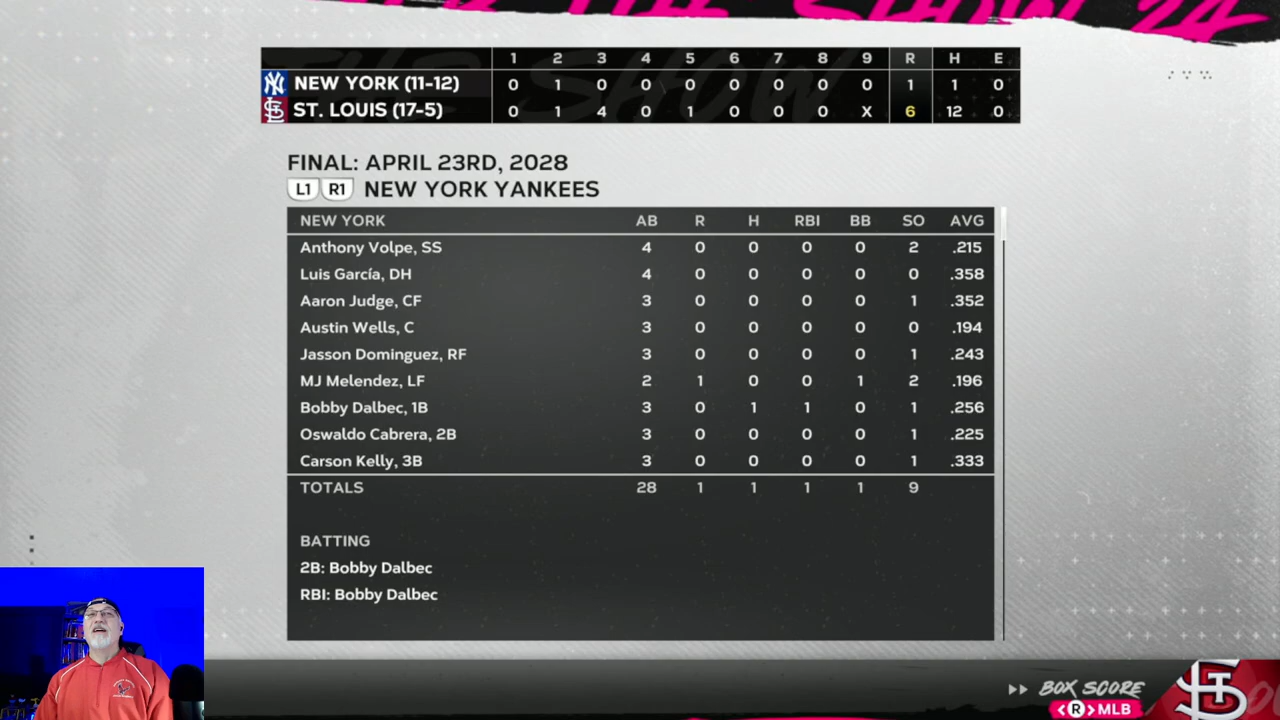 THE SHOW 24
1 2 3 4 5 6 7 8 9 R H E
NEW YORK (11-12) 0 1 0 0 0 0 0 0 0 1 1 0
ST. LOUIS (17-5) 0 1 4 0 1 0 0 0 X 6 12 0
FINAL: APRIL 23RD, 2028
L1 R1 NEW YORK YANKEES
NEW YORK AB R H RBI BB SO AVG
Anthony Volpe, SS 4 0 0 0 0 2 .215
Luis García, DH 4 0 0 0 0 0 .358
Aaron Judge, CF 3 0 0 0 0 1 .352
Austin Wells, C 3 0 0 0 0 0 .194
Jasson Dominguez, RF 3 0 0 0 0 1 .243
MJ Melendez, LF 2 1 0 0 1 2 .196
Bobby Dalbec, 1B 3 0 1 1 0 1 .256
Oswaldo Cabrera, 2B 3 0 0 0 0 1 .225
Carson Kelly, 3B 3 0 0 0 0 1 .333
TOTALS 28 1 1 1 1 9
BATTING
2B: Bobby Dalbec
RBI: Bobby Dalbec
BOX SCORE
R MLB